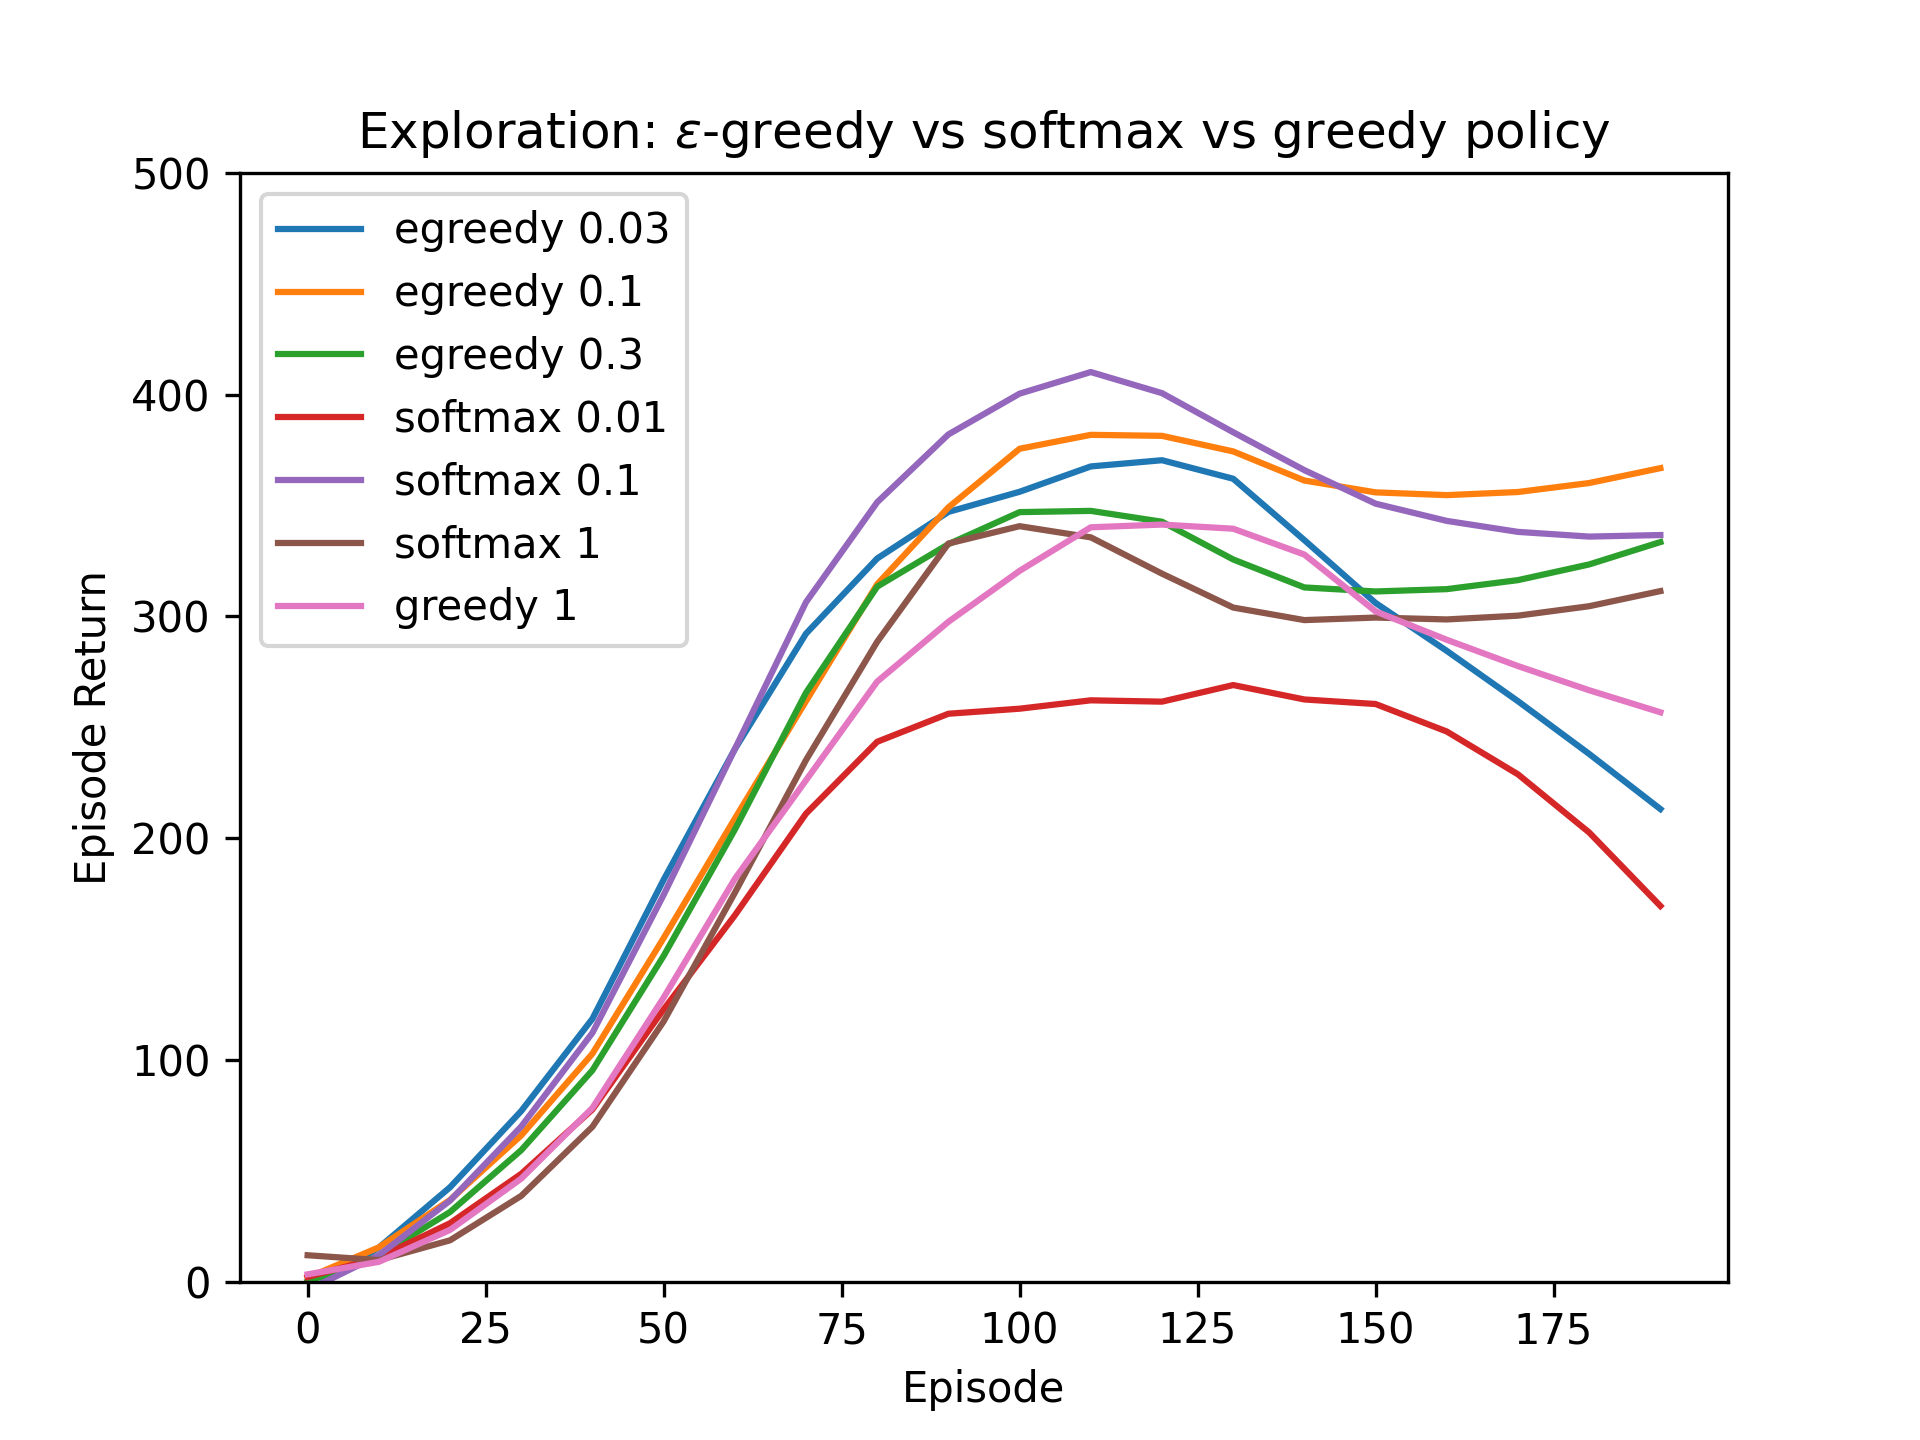 Exploration: ε-greedy vs softmax vs greedy policy
500
400
300
200
100
0
Episode Return
egreedy 0.03
egreedy 0.1
egreedy 0.3
softmax 0.01
softmax 0.1
softmax 1
greedy 1
0 25 50 75 100 125 150 175
Episode